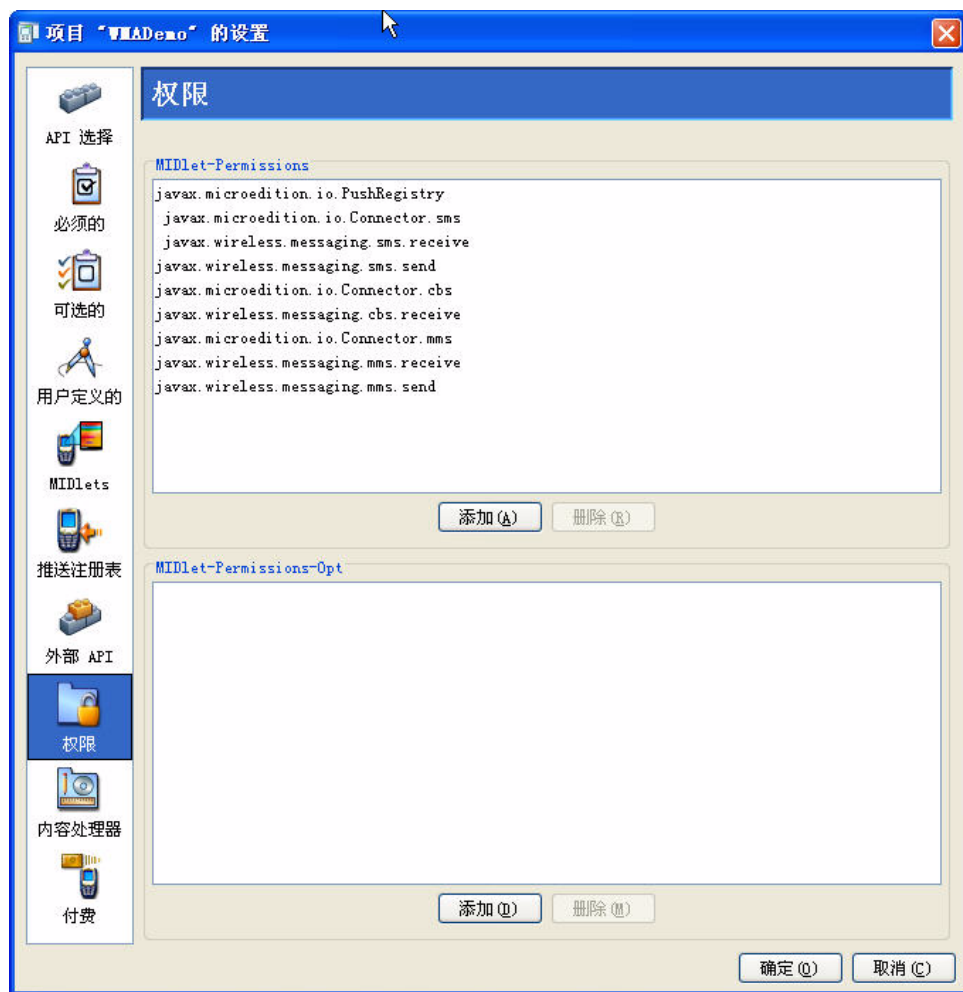 项目 "WMADemo" 的设置
API 选择
必须的
可选的
用户定义的
MIDlets
推送注册表
外部 API
权限
内容处理器
付费
权限
MIDlet-Permissions
javax.microedition.io.PushRegistry
javax.microedition.io.Connector.sms
javax.wireless.messaging.sms.receive
javax.wireless.messaging.sms.send
javax.microedition.io.Connector.cbs
javax.wireless.messaging.cbs.receive
javax.microedition.io.Connector.mms
javax.wireless.messaging.mms.receive
javax.wireless.messaging.mms.send
添加(A) 删除(R)
MIDlet-Permissions-Opt
添加(D) 删除(M)
确定(O) 取消(C)